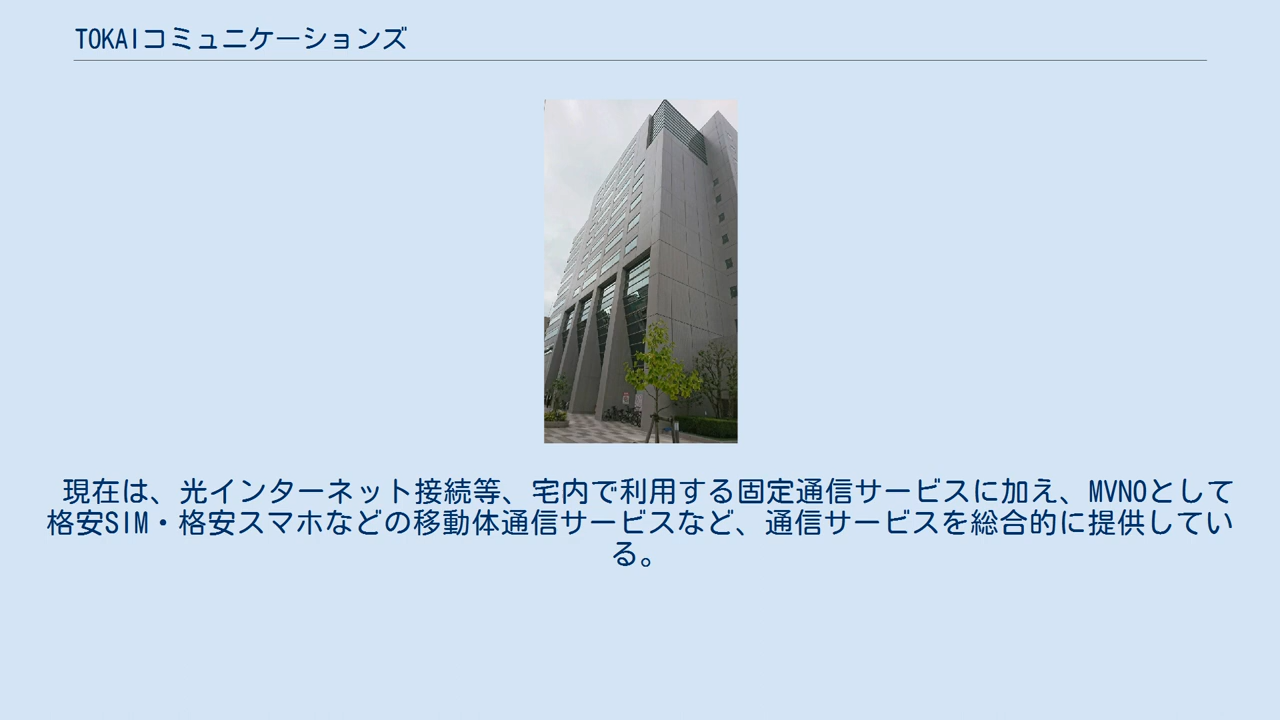 TOKAIコミュニケーションズ
現在は、光インターネット接続等、宅内で利用する固定通信サービスに加え、MVNOとして
格安SIM・格安スマホなどの移動体通信サービスなど、通信サービスを総合的に提供してい
る。